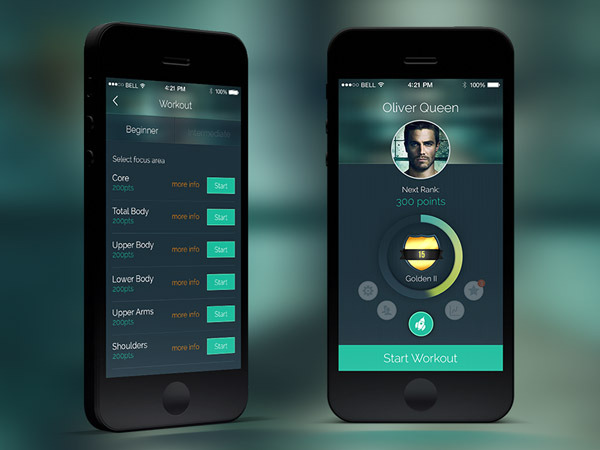 BELL 4:21 PM 100%
Workout
Beginner Intermediate
Select focus area
Core
200pts
more info
Start
Total Body
200pts
more info
Start
Upper Body
200pts
more info
Start
Lower Body
200pts
more info
Start
Upper Arms
200pts
more info
Start
Shoulders
200pts
more info
Start
BELL 4:21 PM 100%
Oliver Queen
Next Rank:
300 points
15
Golden II
Start Workout